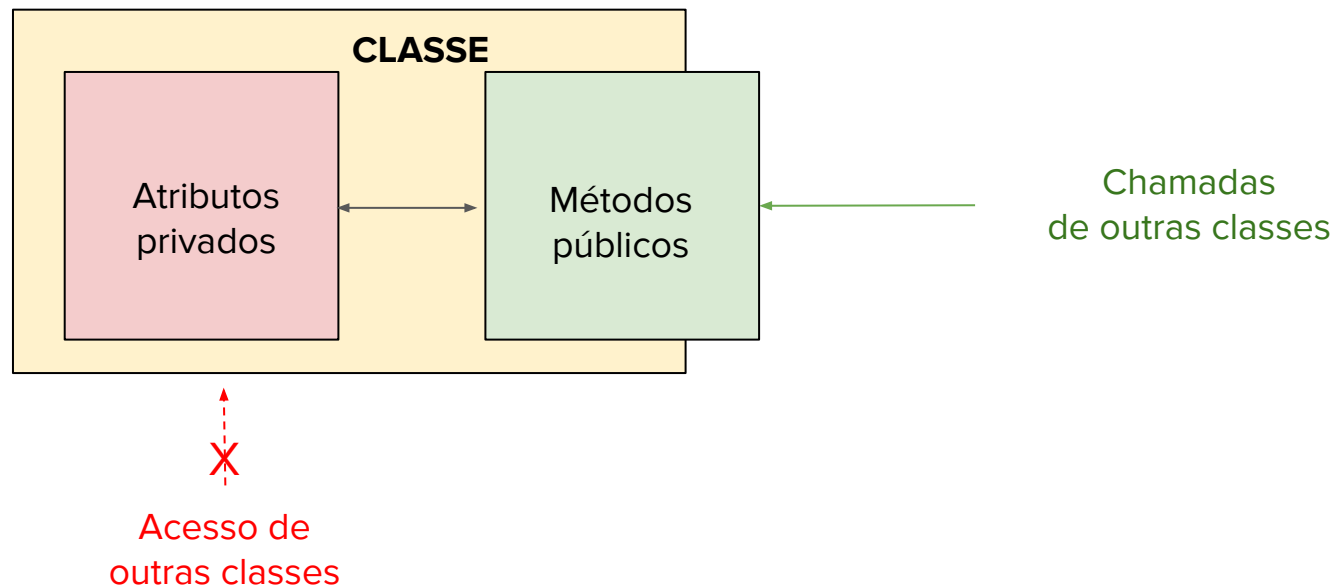 CLASSE
Atributos
privados
Métodos
públicos
Chamadas
de outras classes
X
Acesso de
outras classes